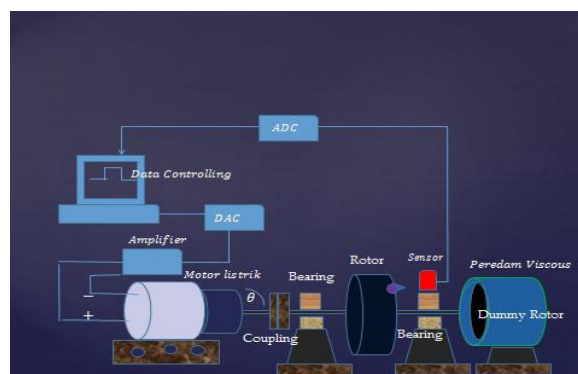 ADC
Data Controlling
DAC
Amplifier
Motor listrik
Bearing
Rotor
Sensor
Peredam Viscous
θ
−
+
Coupling
Bearing
Dummy Rotor